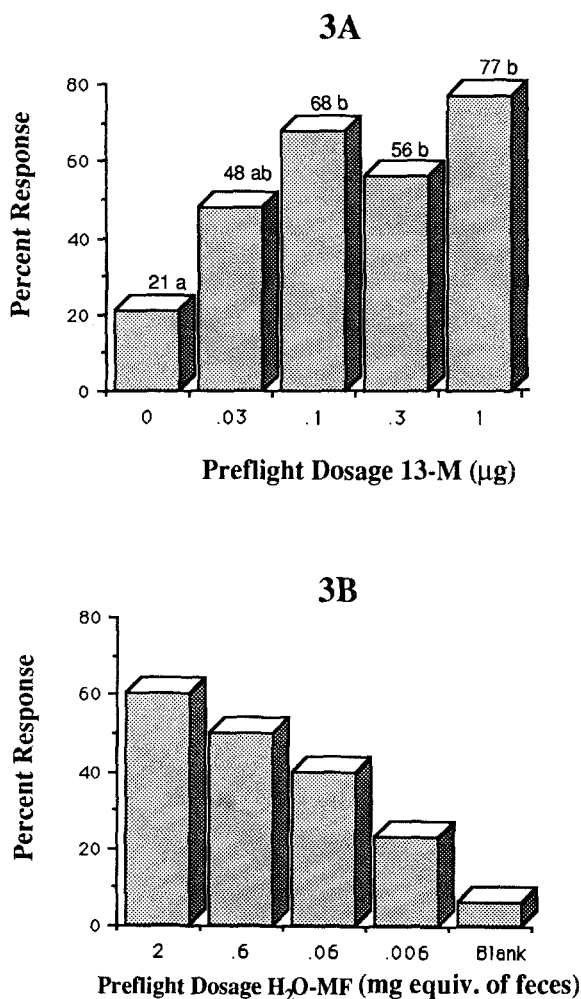 3A
Percent Response
80
60
40
20
0
21 a
48 ab
68 b
56 b
77 b
0 .03 .1 .3 1
Preflight Dosage 13-M (µg)
3B
Percent Response
80
60
40
20
0
2 .6 .06 .006 Blank
Preflight Dosage H₂O-MF (mg equiv. of feces)